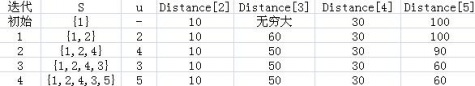 迭代 S u Distance[2] Distance[3] Distance[4] Distance[5]
初始 {1} - 10 无穷大 30 100
1 {1,2} 2 10 60 30 100
2 {1,2,4} 4 10 50 30 90
3 {1,2,4,3} 3 10 50 30 60
4 {1,2,4,3,5} 5 10 50 30 60